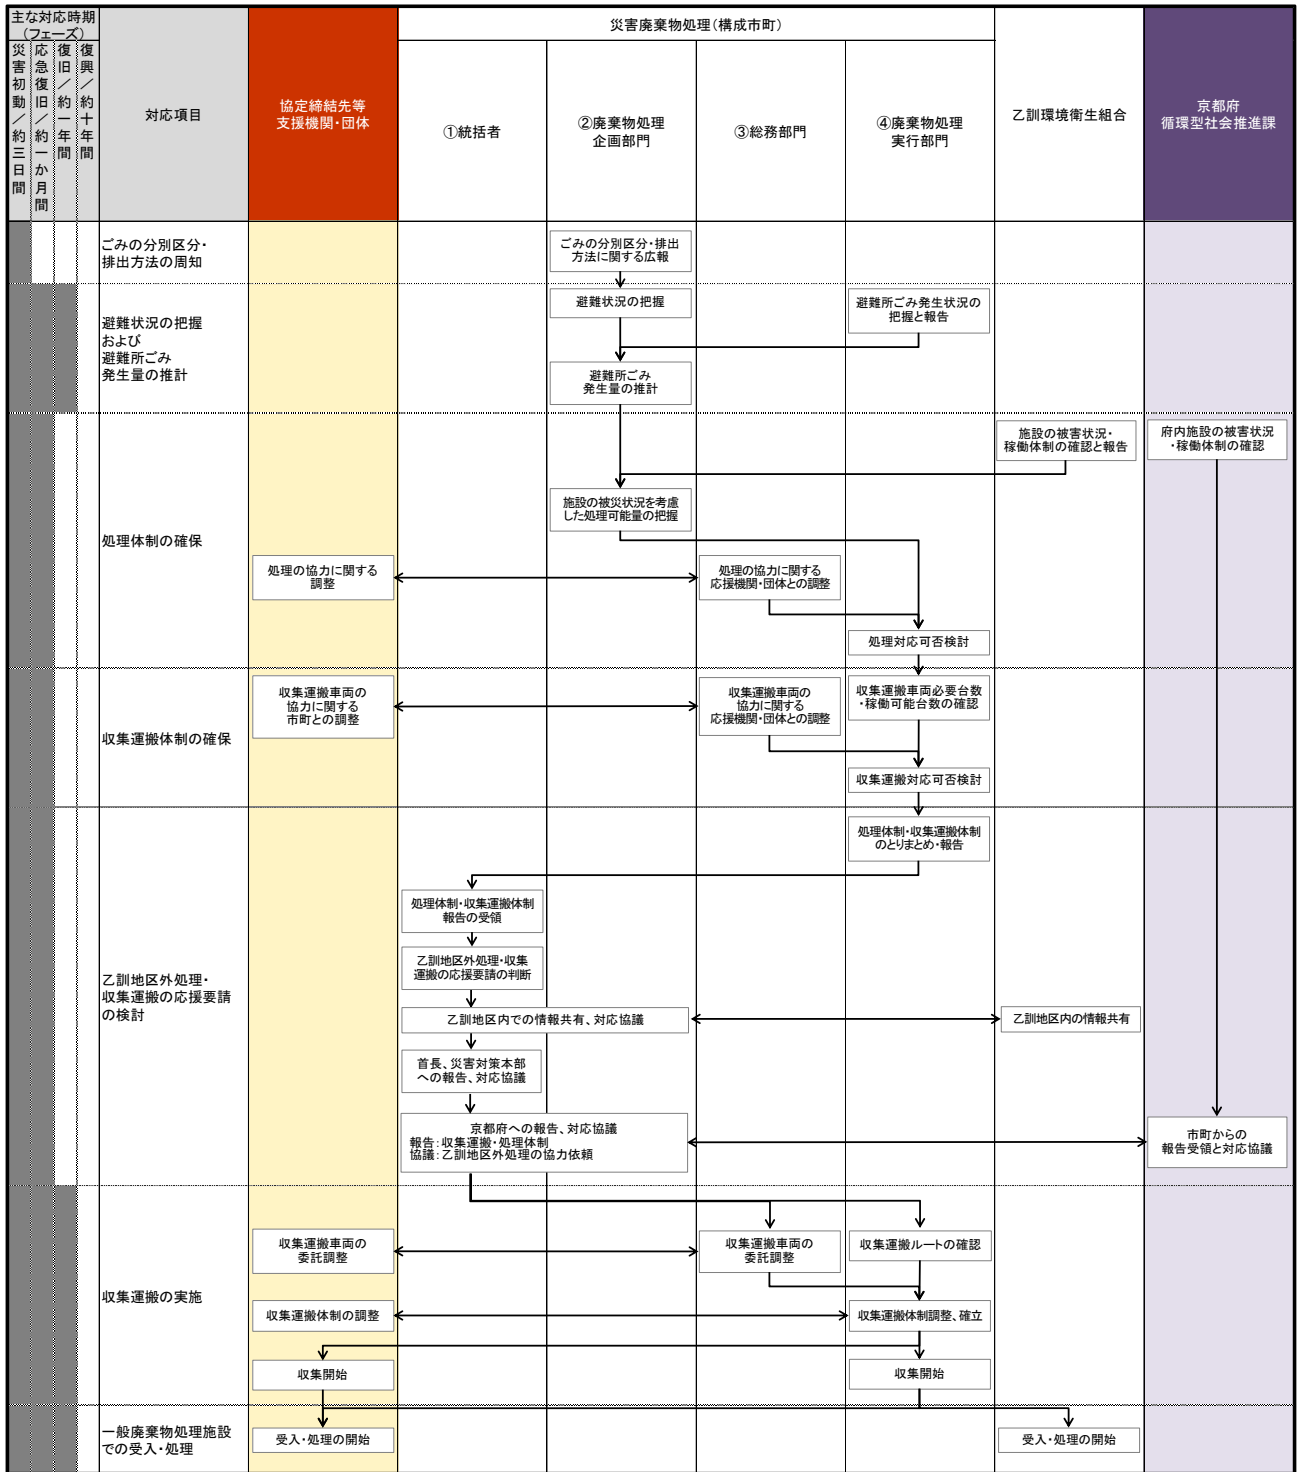 主な対応時期
(フェーズ)
災害初動／約三日間
応急復旧／約一か月間
復旧／約一年間
復興／約十年間
対応項目
協定締結先等
支援機関・団体
災害廃棄物処理（構成市町）
①統括者
②廃棄物処理
企画部門
③総務部門
④廃棄物処理
実行部門
乙訓環境衛生組合
京都府
循環型社会推進課
ごみの分別区分・
排出方法の周知
ごみの分別区分・排出
方法に関する広報
避難状況の把握
および
避難所ごみ
発生量の推計
避難状況の把握
避難所ごみ発生状況の
把握と報告
避難所ごみ
発生量の推計
処理体制の確保
施設の被害状況・
稼働体制の確認と報告
府内施設の被害状況
・稼働体制の確認
施設の被災状況を考慮
した処理可能量の把握
処理の協力に関する
調整
処理の協力に関する
応援機関・団体との調整
処理対応可否検討
収集運搬体制の確保
収集運搬車両の
協力に関する
市町との調整
収集運搬車両の
協力に関する
応援機関・団体との調整
収集運搬車両必要台数
・稼働可能台数の確認
収集運搬対応可否検討
乙訓地区外処理・
収集運搬の応援要請
の検討
処理体制・収集運搬体制
のとりまとめ・報告
処理体制・収集運搬体制
報告の受領
乙訓地区外処理・収集
運搬の応援要請の判断
乙訓地区内での情報共有、対応協議
乙訓地区内の情報共有
首長、災害対策本部
への報告、対応協議
京都府への報告、対応協議
報告：収集運搬・処理体制
協議：乙訓地区外処理の協力依頼
市町からの
報告受領と対応協議
収集運搬の実施
収集運搬車両の
委託調整
収集運搬車両の
委託調整
収集運搬ルートの確認
収集運搬体制の調整
収集運搬体制調整、確立
収集開始
収集開始
一般廃棄物処理施設
での受入・処理
受入・処理の開始
受入・処理の開始